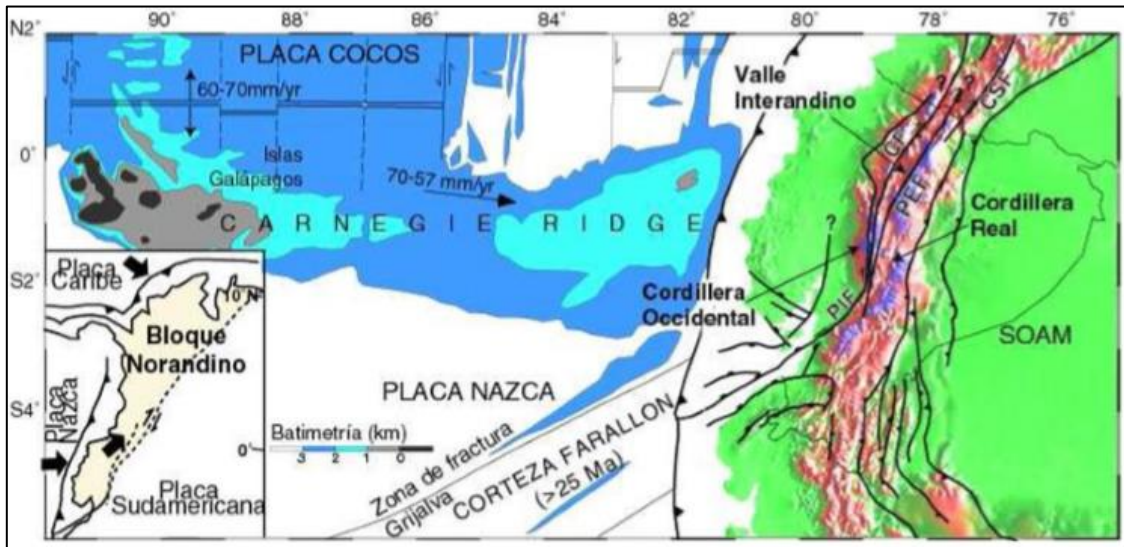 90° 88° 86° 84° 82° 80° 78° 76°
N2°
0°
S2°
S4°
PLACA COCOS
60-70mm/yr
Islas
Galápagos
70-57 mm/yr
CARNEGIE RIDGE
Valle
Interandino
? ?
CSF
GF
PEF
Cordillera
Real
?
Cordillera
Occidental
PIF
SOAM
PLACA NAZCA
Zona de fractura
Grijalva
CORTEZA FARALLON
(>25 Ma)
Batimetría (km)
3 2 1 0
Placa
Caribe
10 N°
Bloque
Norandino
Placa
Nazca
0°
Placa
Sudamericana